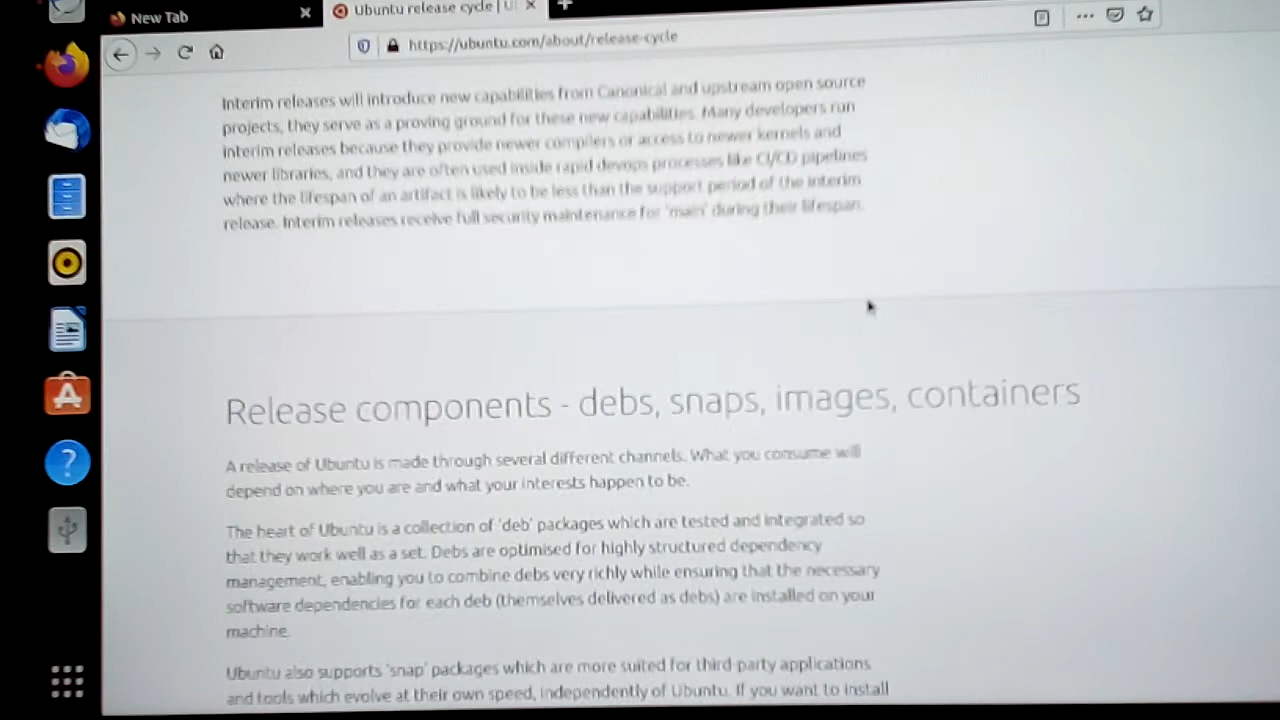 New Tab
Ubuntu release cycle | U
https://ubuntu.com/about/release-cycle
Interim releases will introduce new capabilities from Canonical and upstream open source
projects, they serve as a proving ground for these new capabilities. Many developers run
interim releases because they provide newer compilers or access to newer kernels and
newer libraries, and they are often used inside rapid devops processes like CI/CD pipelines
where the lifespan of an artifact is likely to be less than the support period of the interim
release. Interim releases receive full security maintenance for 'main' during their lifespan.
Release components - debs, snaps, images, containers
A release of Ubuntu is made through several different channels. What you consume will
depend on where you are and what your interests happen to be.
The heart of Ubuntu is a collection of 'deb' packages which are tested and integrated so
that they work well as a set. Debs are optimised for highly structured dependency
management, enabling you to combine debs very richly while ensuring that the necessary
software dependencies for each deb (themselves delivered as debs) are installed on your
machine.
Ubuntu also supports 'snap' packages which are more suited for third-party applications
and tools which evolve at their own speed, independently of Ubuntu. If you want to install